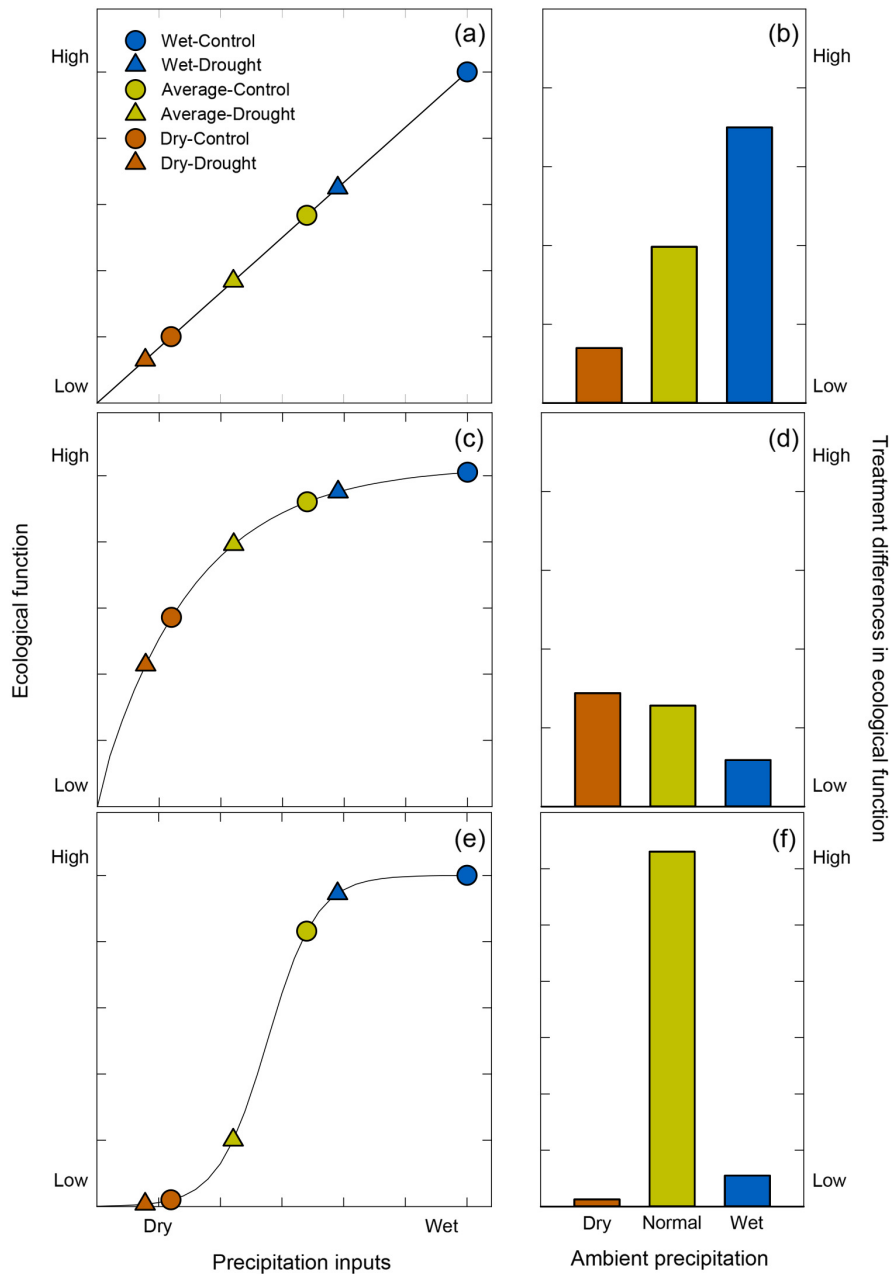 (a)
High
Wet-Control
Wet-Drought
Average-Control
Average-Drought
Dry-Control
Dry-Drought
Low
(b)
High
Low
(c)
High
Low
(d)
High
Low
Ecological function
Treatment differences in ecological function
(e)
High
Low
Dry
Wet
Precipitation inputs
(f)
High
Low
Dry
Normal
Wet
Ambient precipitation